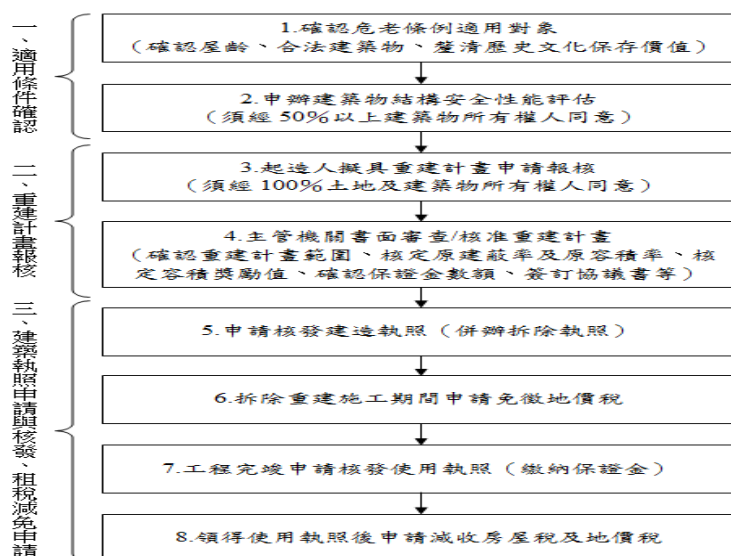 一、適用條件確認
1.確認危老條例適用對象
(確認屋齡、合法建築物、釐清歷史文化保存價值)
2.申辦建築物結構安全性能評估
(須經 50%以上建築物所有權人同意)
二、重建計畫報核
3.起造人擬具重建計畫申請報核
(須經 100%土地及建築物所有權人同意)
4.主管機關書面審查/核准重建計畫
(確認重建計畫範圍、核定原建蔽率及原容積率、核
定容積獎勵值、確認保證金數額、簽訂協議書等)
三、建築執照申請與核發、租稅減免申請
5.申請核發建造執照(併辦拆除執照)
6.拆除重建施工期間申請免徵地價稅
7.工程完竣申請核發使用執照(繳納保證金)
8.領得使用執照後申請減收房屋稅及地價稅